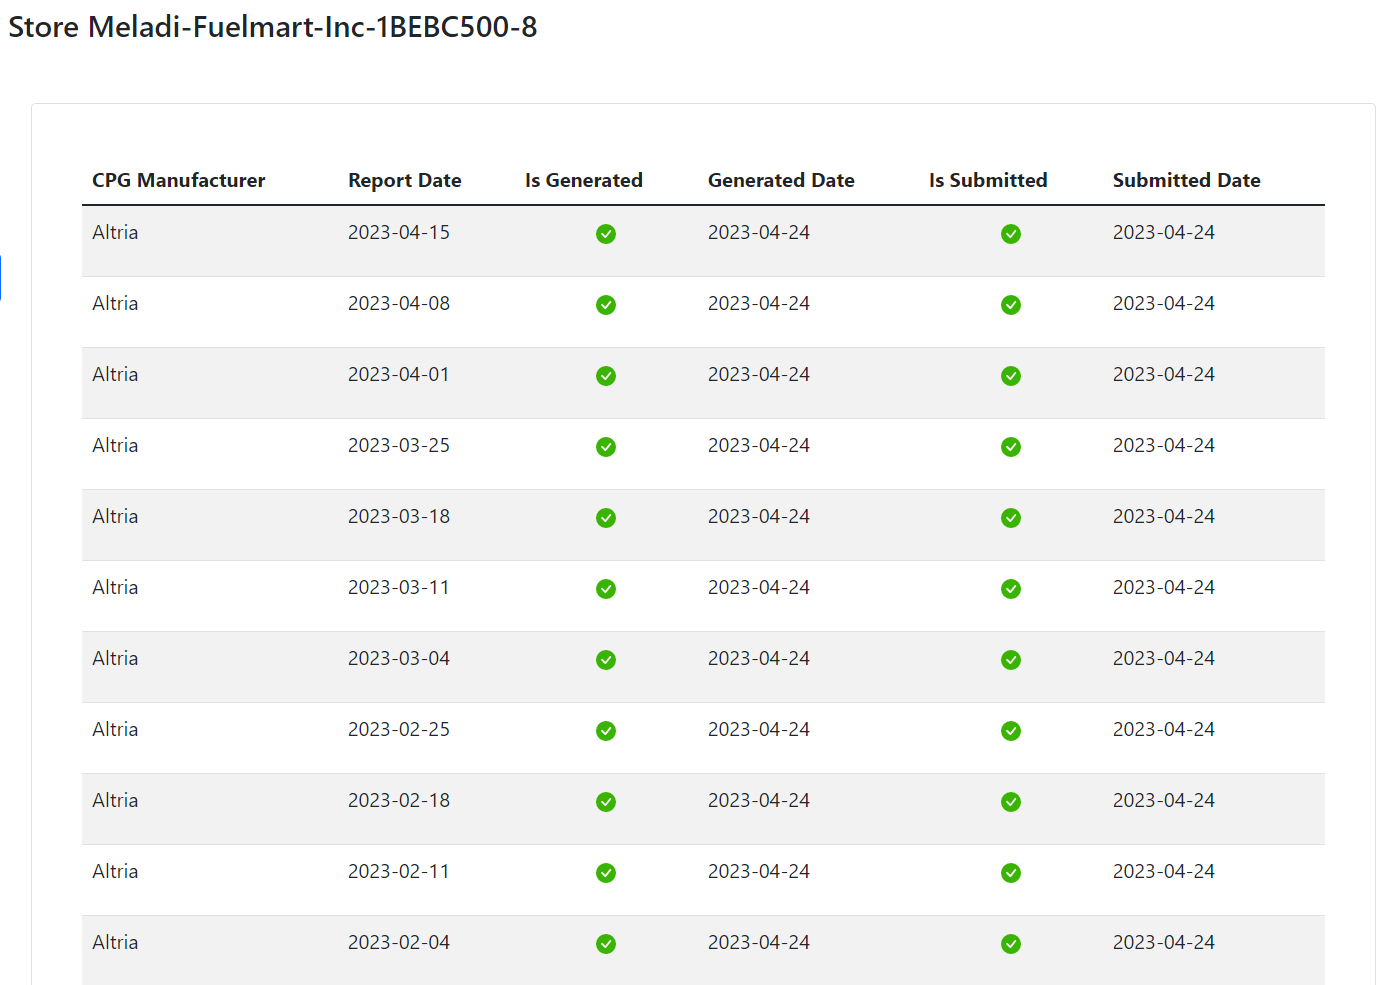 Store Meladi-Fuelmart-Inc-1BEBC500-8
CPG Manufacturer Report Date Is Generated Generated Date Is Submitted Submitted Date
Altria 2023-04-15 2023-04-24 2023-04-24
Altria 2023-04-08 2023-04-24 2023-04-24
Altria 2023-04-01 2023-04-24 2023-04-24
Altria 2023-03-25 2023-04-24 2023-04-24
Altria 2023-03-18 2023-04-24 2023-04-24
Altria 2023-03-11 2023-04-24 2023-04-24
Altria 2023-03-04 2023-04-24 2023-04-24
Altria 2023-02-25 2023-04-24 2023-04-24
Altria 2023-02-18 2023-04-24 2023-04-24
Altria 2023-02-11 2023-04-24 2023-04-24
Altria 2023-02-04 2023-04-24 2023-04-24